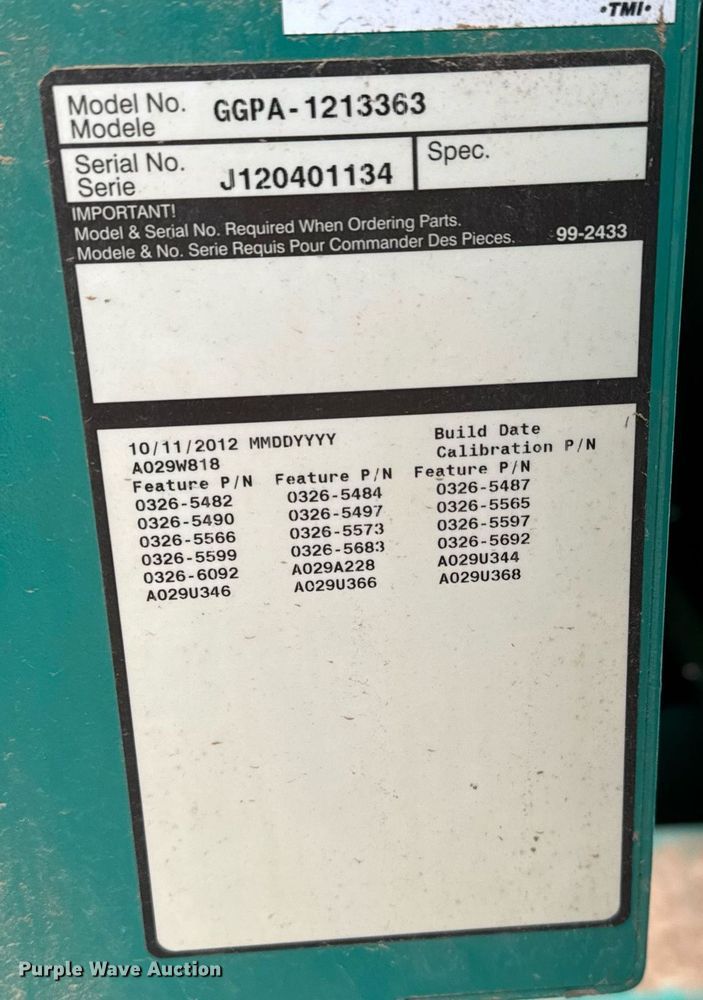 •TMI•
Model No. GGPA-1213363
Modele
Serial No. J120401134
Serie
Spec.
IMPORTANT!
Model & Serial No. Required When Ordering Parts.
Modele & No. Serie Requis Pour Commander Des Pieces. 99-2433
10/11/2012 MMDDYYYY Build Date
A029W818 Calibration P/N
Feature P/N Feature P/N Feature P/N
0326-5482 0326-5484 0326-5487
0326-5490 0326-5497 0326-5565
0326-5566 0326-5573 0326-5597
0326-5599 0326-5683 0326-5692
0326-6092 A029A228 A029U344
A029U346 A029U366 A029U368
Purple Wave Auction